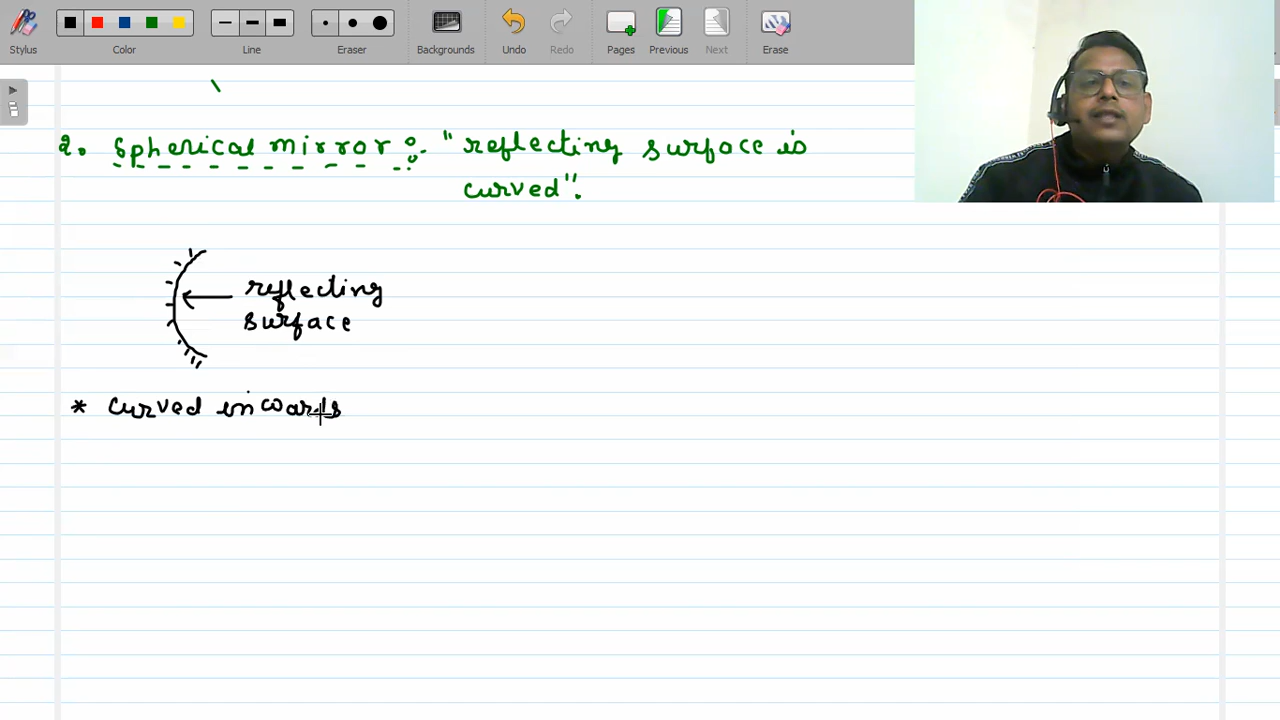 Stylus Color Line Eraser Backgrounds Undo Redo Pages Previous Next Erase
2. Spherical mirror :- "reflecting surface is
curved".
reflecting
surface
* Curved inwards